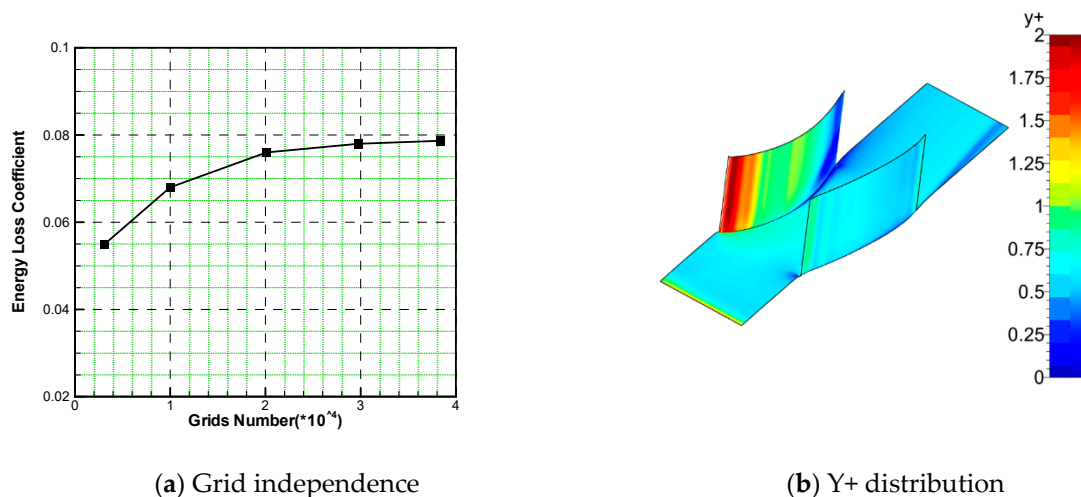 0.1
0.08
0.06
0.04
0.02
Energy Loss Coefficient
0 1 2 3 4
Grids Number(*10^4)
y+
2
1.75
1.5
1.25
1
0.75
0.5
0.25
0
(a) Grid independence
(b) Y+ distribution